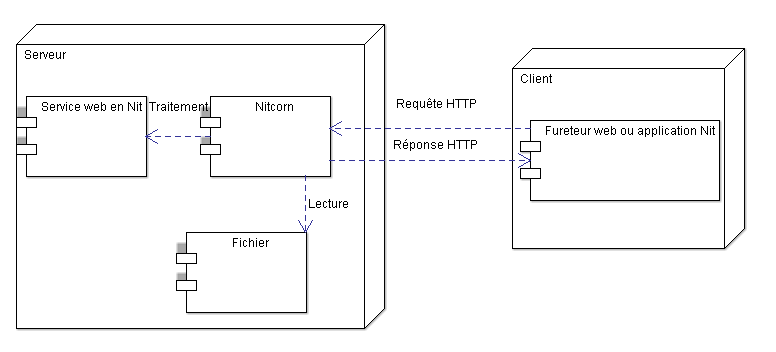 Serveur
Service web en Nit
Traitement
Nitcorn
Lecture
Fichier
Requête HTTP
Réponse HTTP
Client
Fureteur web ou application Nit